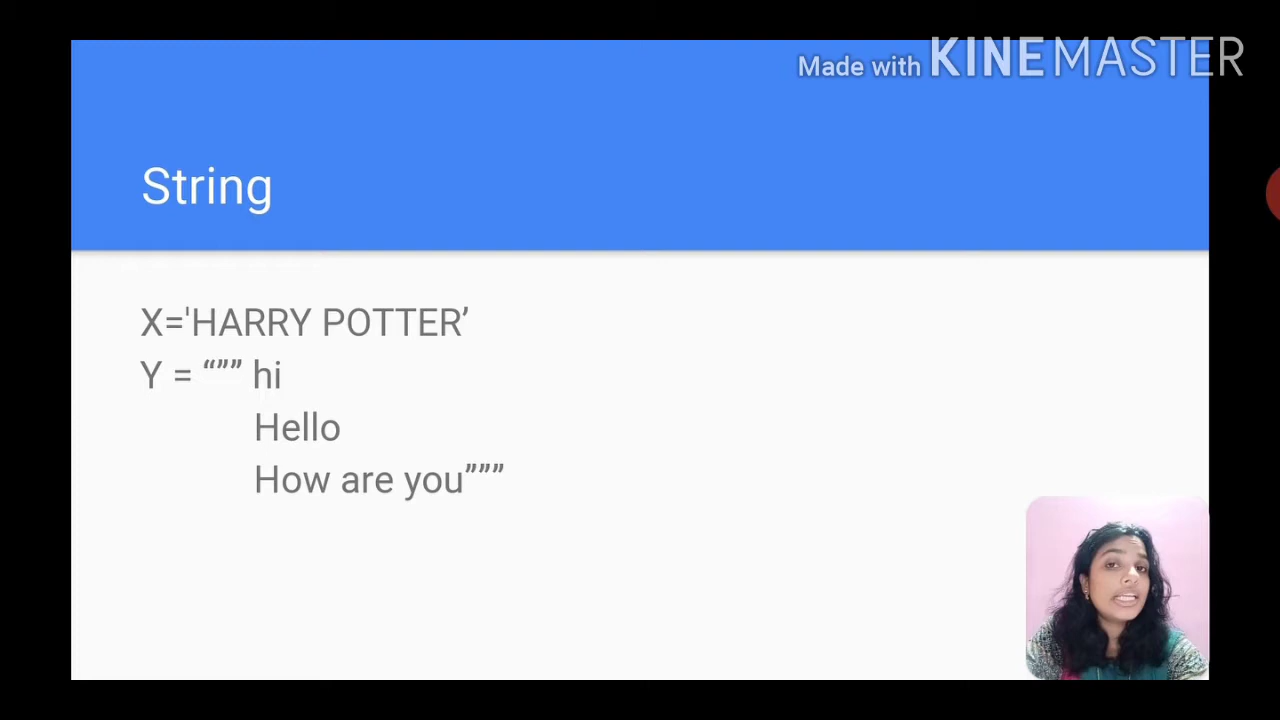 Made with KINEMASTER
String
X='HARRY POTTER’
Y = “”” hi
Hello
How are you”””